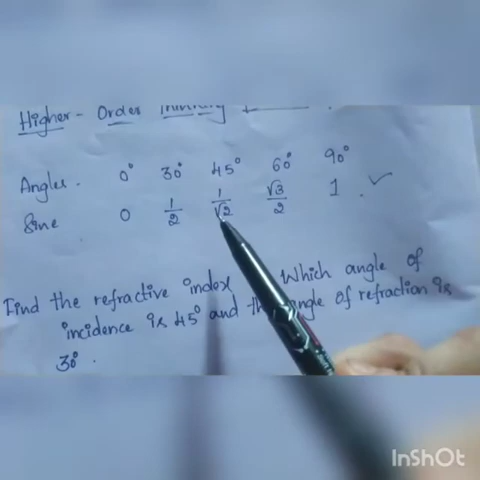 Higher - Order Thinking
Angles. 0° 30° 45° 60° 90°
Sine 0 1/2 1/√2 √3/2 1 ✓
Find the refractive index Which angle of
incidence is 45° and the angle of refraction is
30°.
InShOt